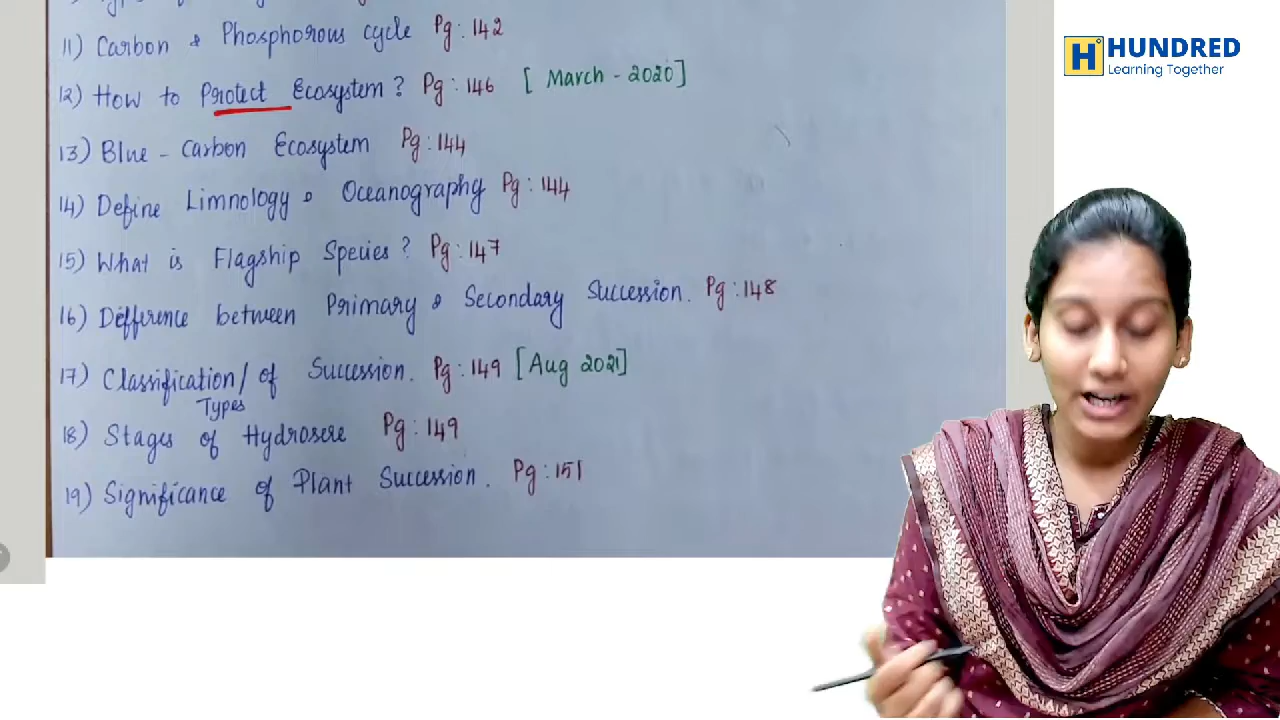 11) Carbon & Phosphorous cycle Pg: 142
12) How to Protect Ecosystem? Pg: 146 [ March - 2020]
13) Blue - Carbon Ecosystem Pg: 144
14) Define Limnology & Oceanography Pg: 144
15) What is Flagship Species? Pg: 147
16) Difference between Primary & Secondary Succession. Pg: 148
17) Classification/ of Succession. Pg: 149 [Aug 2021]
Types
18) Stages of Hydrosere Pg: 149
19) Significance of Plant Succession. Pg: 151
H HUNDRED
Learning Together